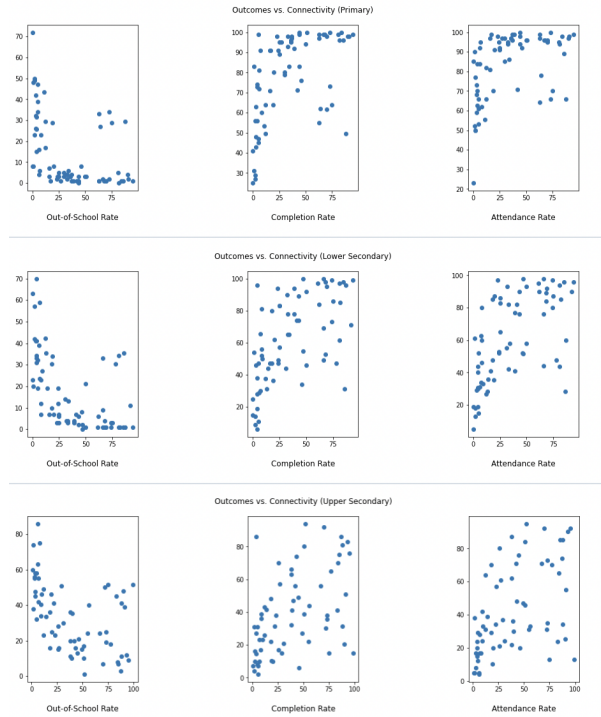 Outcomes vs. Connectivity (Primary)
70
60
50
40
30
20
10
0
0 25 50 75
Out-of-School Rate
100
90
80
70
60
50
40
30
0 25 50 75
Completion Rate
100
90
80
70
60
50
40
30
20
0 25 50 75
Attendance Rate
Outcomes vs. Connectivity (Lower Secondary)
70
60
50
40
30
20
10
0
0 25 50 75
Out-of-School Rate
100
80
60
40
20
0 25 50 75
Completion Rate
100
80
60
40
20
0 25 50 75
Attendance Rate
Outcomes vs. Connectivity (Upper Secondary)
80
60
40
20
0
0 25 50 75 100
Out-of-School Rate
80
60
40
20
0
0 25 50 75 100
Completion Rate
80
60
40
20
0
0 25 50 75 100
Attendance Rate